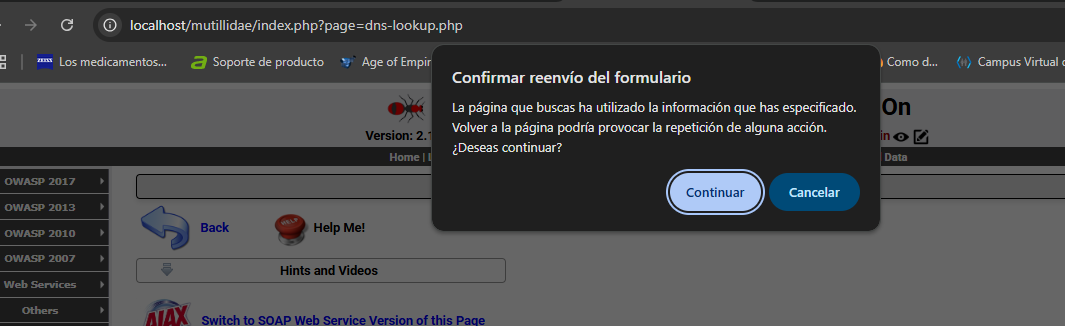 localhost/mutillidae/index.php?page=dns-lookup.php
ZEISS Los medicamentos... Soporte de producto Age of Empir Como d... Campus Virtual
Confirmar reenvío del formulario
La página que buscas ha utilizado la información que has especificado.
Volver a la página podría provocar la repetición de alguna acción.
¿Deseas continuar?
Continuar Cancelar
On
Version: 2.
in
Home |
Data
OWASP 2017
OWASP 2013
OWASP 2010
OWASP 2007
Web Services
Others
Back
HELP
Help Me!
Hints and Videos
AJAX
Switch to SOAP Web Service Version of this Page